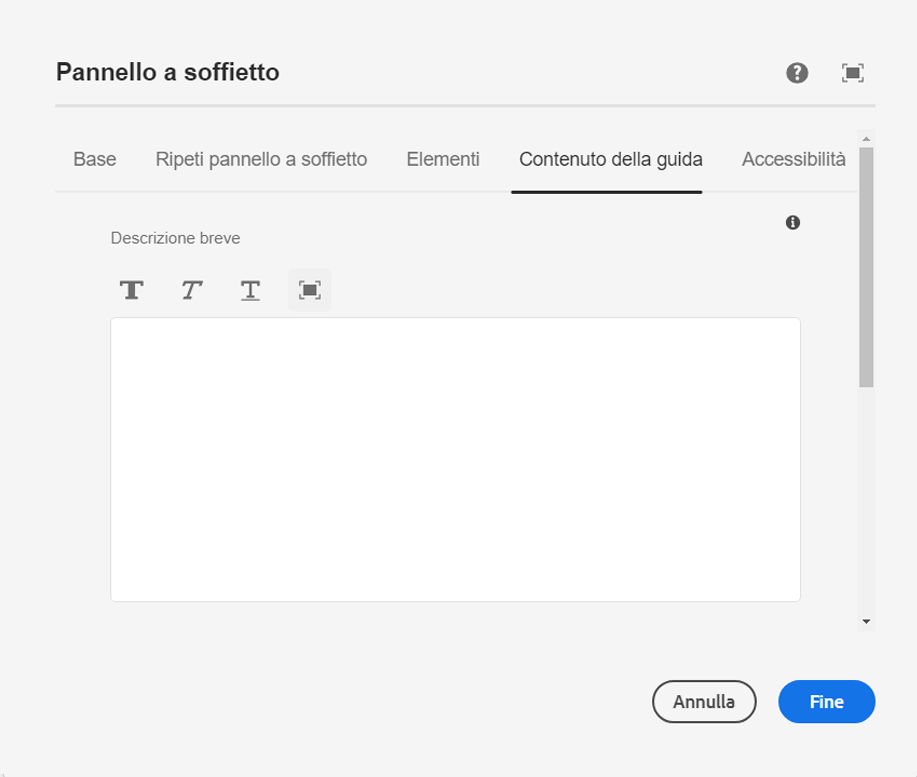 Pannello a soffietto
Base Ripeti pannello a soffietto Elementi Contenuto della guida Accessibilità
Descrizione breve
T T T
Annulla Fine